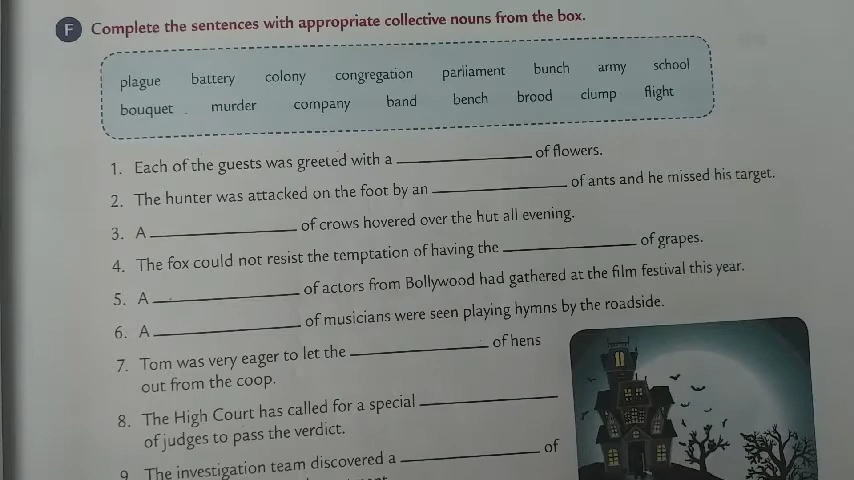 F Complete the sentences with appropriate collective nouns from the box.
plague battery colony congregation parliament bunch army school
bouquet murder company band bench brood clump flight
1. Each of the guests was greeted with a ____________ of flowers.
2. The hunter was attacked on the foot by an ____________ of ants and he missed his target.
3. A ____________ of crows hovered over the hut all evening.
4. The fox could not resist the temptation of having the ____________ of grapes.
5. A ____________ of actors from Bollywood had gathered at the film festival this year.
6. A ____________ of musicians were seen playing hymns by the roadside.
7. Tom was very eager to let the ____________ of hens
out from the coop.
8. The High Court has called for a special ____________
of judges to pass the verdict.
9 The investigation team discovered a ____________ of